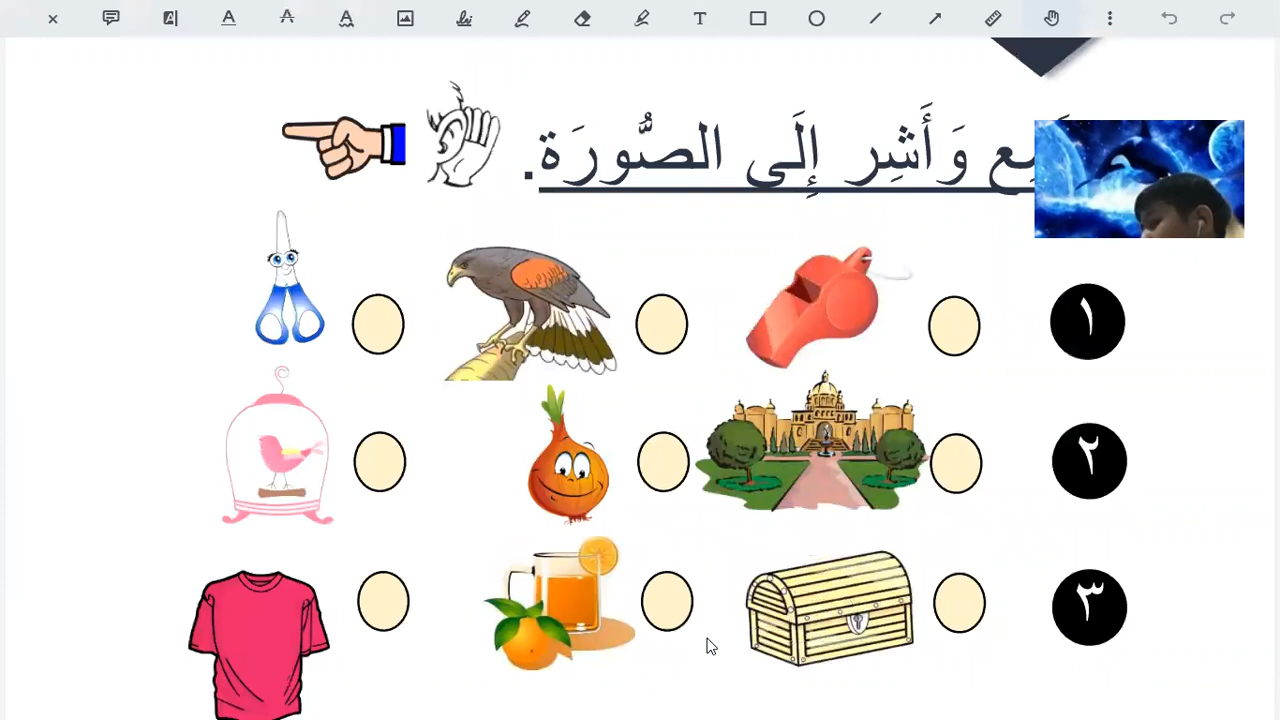 وَأَشِر إِلَى الصُّورَة.
١
٢
٣